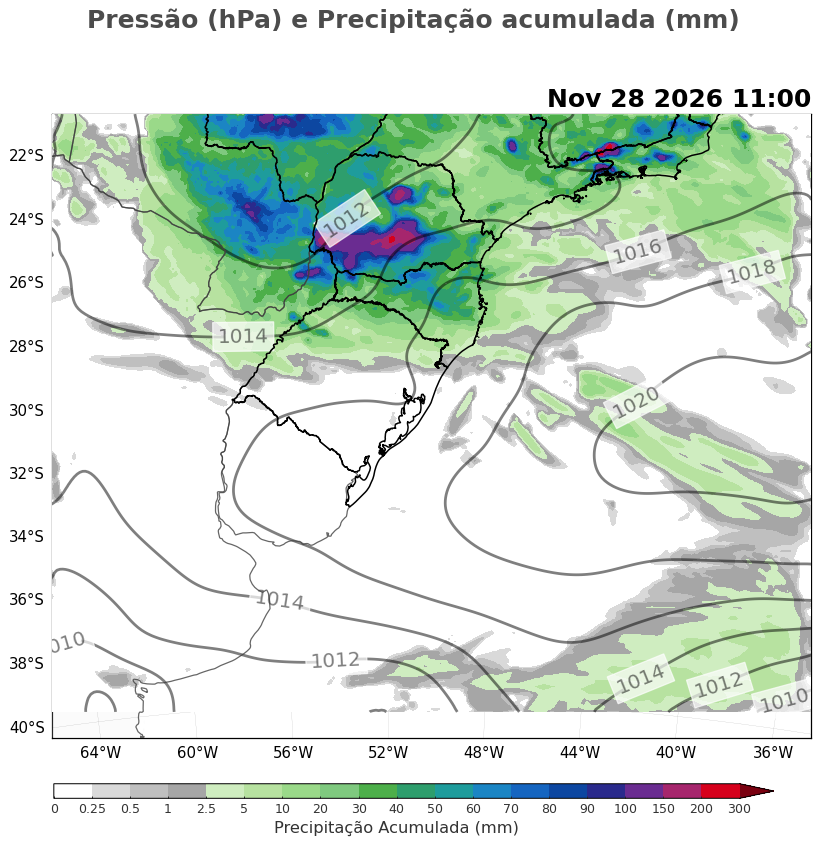 Pressão (hPa) e Precipitação acumulada (mm)
Nov 28 2026 11:00
22°S
24°S
26°S
28°S
30°S
32°S
34°S
36°S
38°S
40°S
1012
1016
1018
1014
1020
1014
1012
1010
1014
1012
1010
64°W 60°W 56°W 52°W 48°W 44°W 40°W 36°W
0 0.25 0.5 1 2.5 5 10 20 30 40 50 60 70 80 90 100 150 200 300
Precipitação Acumulada (mm)